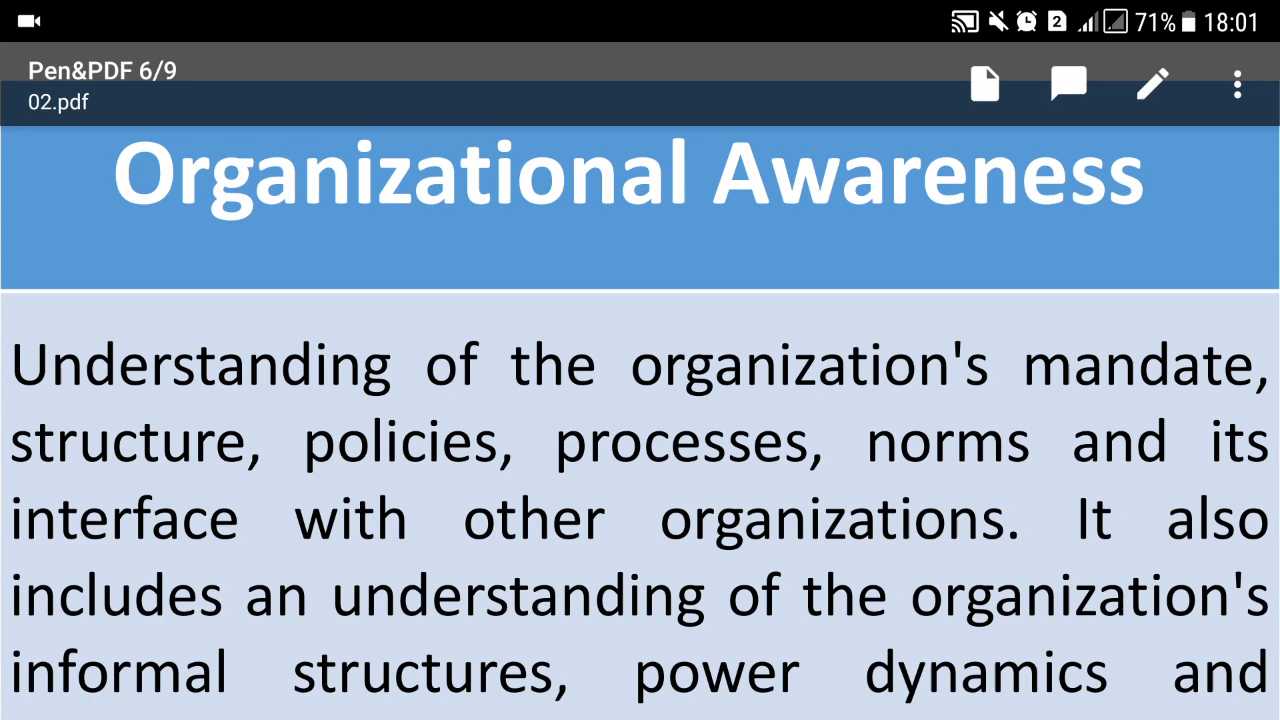 71% 18:01
Pen&PDF 6/9
02.pdf
Organizational Awareness
Understanding of the organization's mandate,
structure, policies, processes, norms and its
interface with other organizations. It also
includes an understanding of the organization's
informal structures, power dynamics and